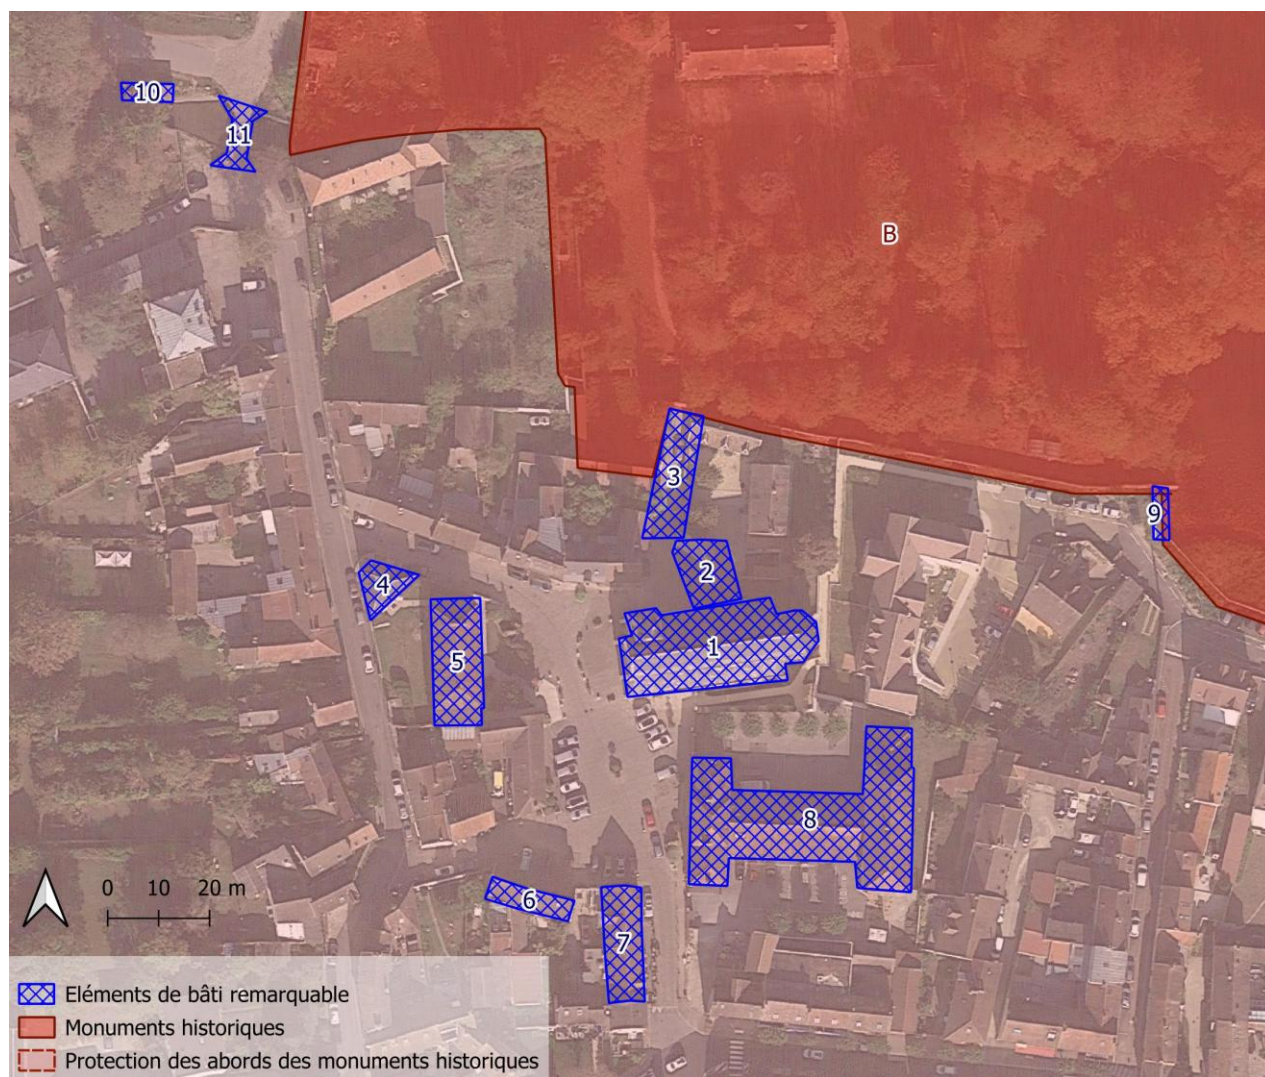 10
11
B
3
9
2
4
1
5
8
6
7
0 10 20 m
Eléments de bâti remarquable
Monuments historiques
Protection des abords des monuments historiques